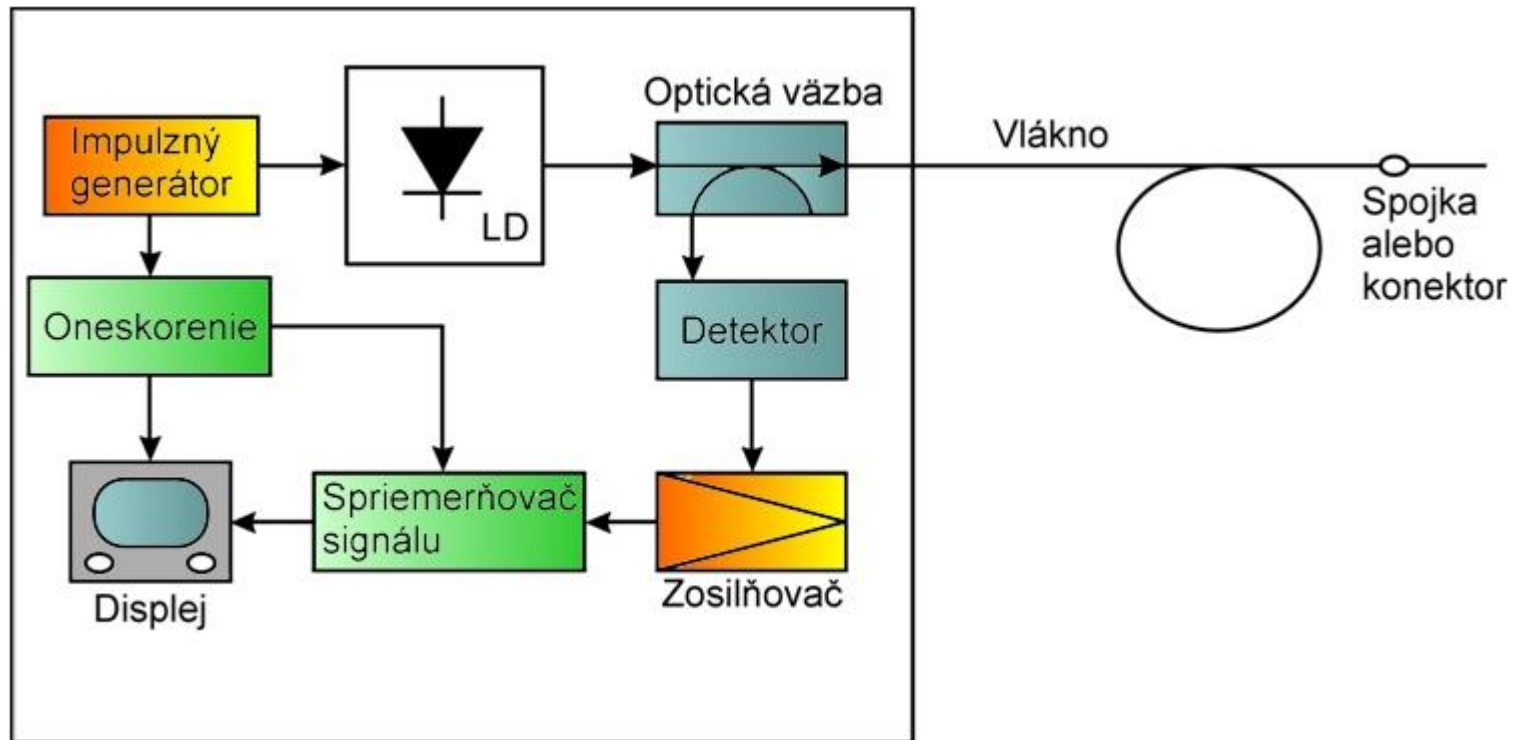 Optická väzba
Impulzný
generátor
LD
Vlákno
Spojka
alebo
konektor
Oneskorenie
Detektor
Spriemerňovač
signálu
Displej
Zosilňovač